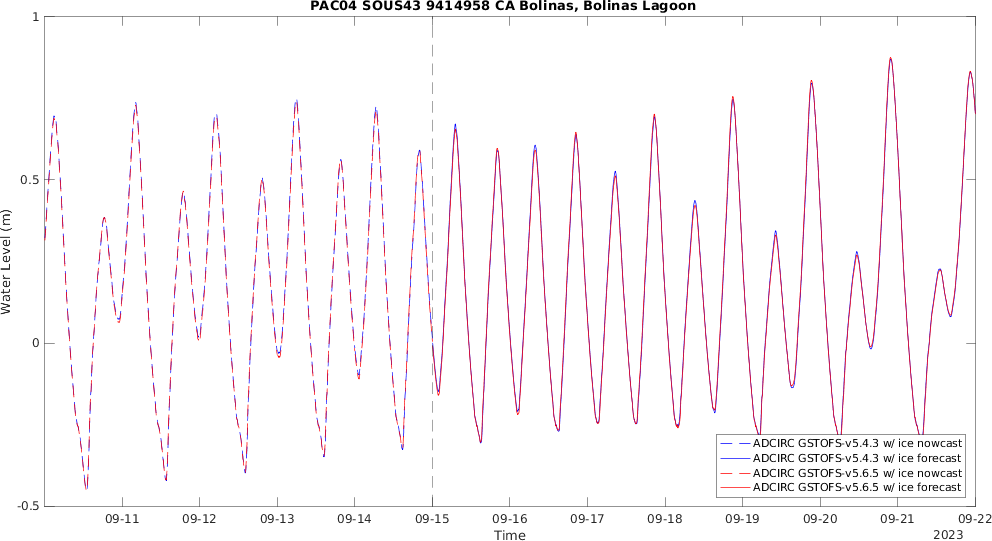 PAC04 SOUS43 9414958 CA Bolinas, Bolinas Lagoon
1
0.5
0
-0.5
Water Level (m)
ADCIRC GSTOFS-v5.4.3 w/ ice nowcast
ADCIRC GSTOFS-v5.4.3 w/ ice forecast
ADCIRC GSTOFS-v5.6.5 w/ ice nowcast
ADCIRC GSTOFS-v5.6.5 w/ ice forecast
09-11 09-12 09-13 09-14 09-15 09-16 09-17 09-18 09-19 09-20 09-21 09-22
Time
2023